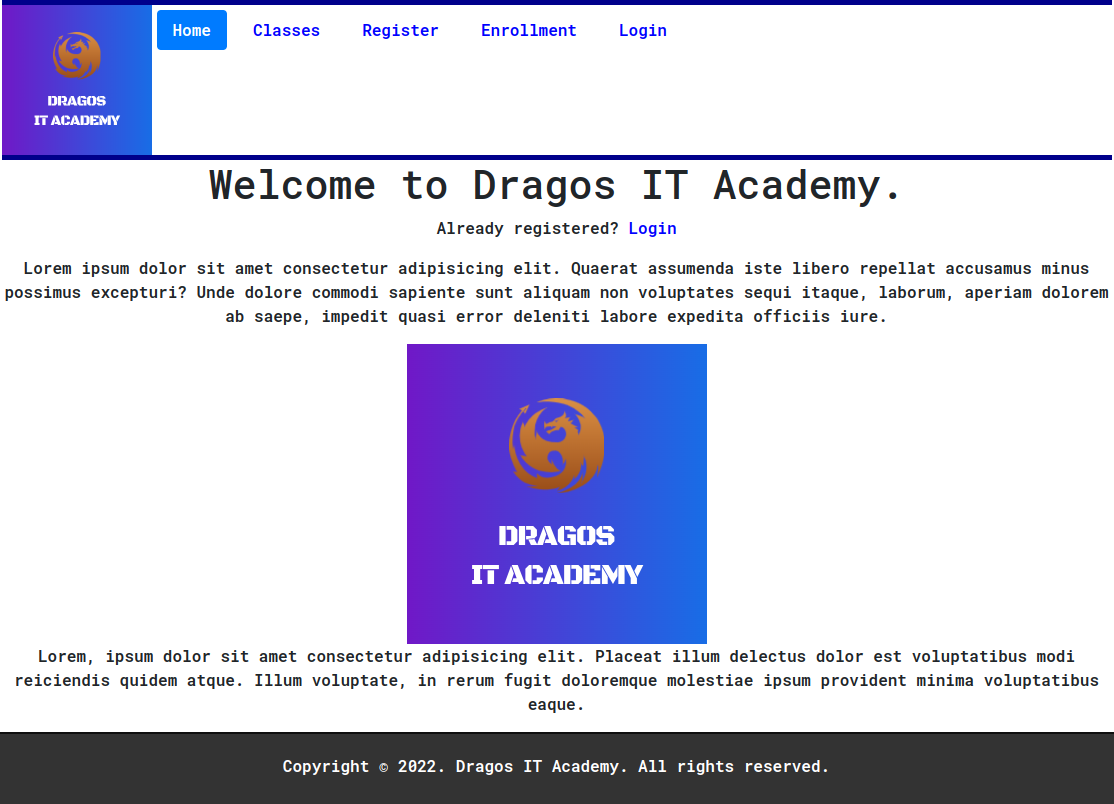 DRAGOS
IT ACADEMY
Home Classes Register Enrollment Login
Welcome to Dragos IT Academy.
Already registered? Login
Lorem ipsum dolor sit amet consectetur adipisicing elit. Quaerat assumenda iste libero repellat accusamus minus
possimus excepturi? Unde dolore commodi sapiente sunt aliquam non voluptates sequi itaque, laborum, aperiam dolorem
ab saepe, impedit quasi error deleniti labore expedita officiis iure.
DRAGOS
IT ACADEMY
Lorem, ipsum dolor sit amet consectetur adipisicing elit. Placeat illum delectus dolor est voluptatibus modi
reiciendis quidem atque. Illum voluptate, in rerum fugit doloremque molestiae ipsum provident minima voluptatibus
eaque.
Copyright © 2022. Dragos IT Academy. All rights reserved.